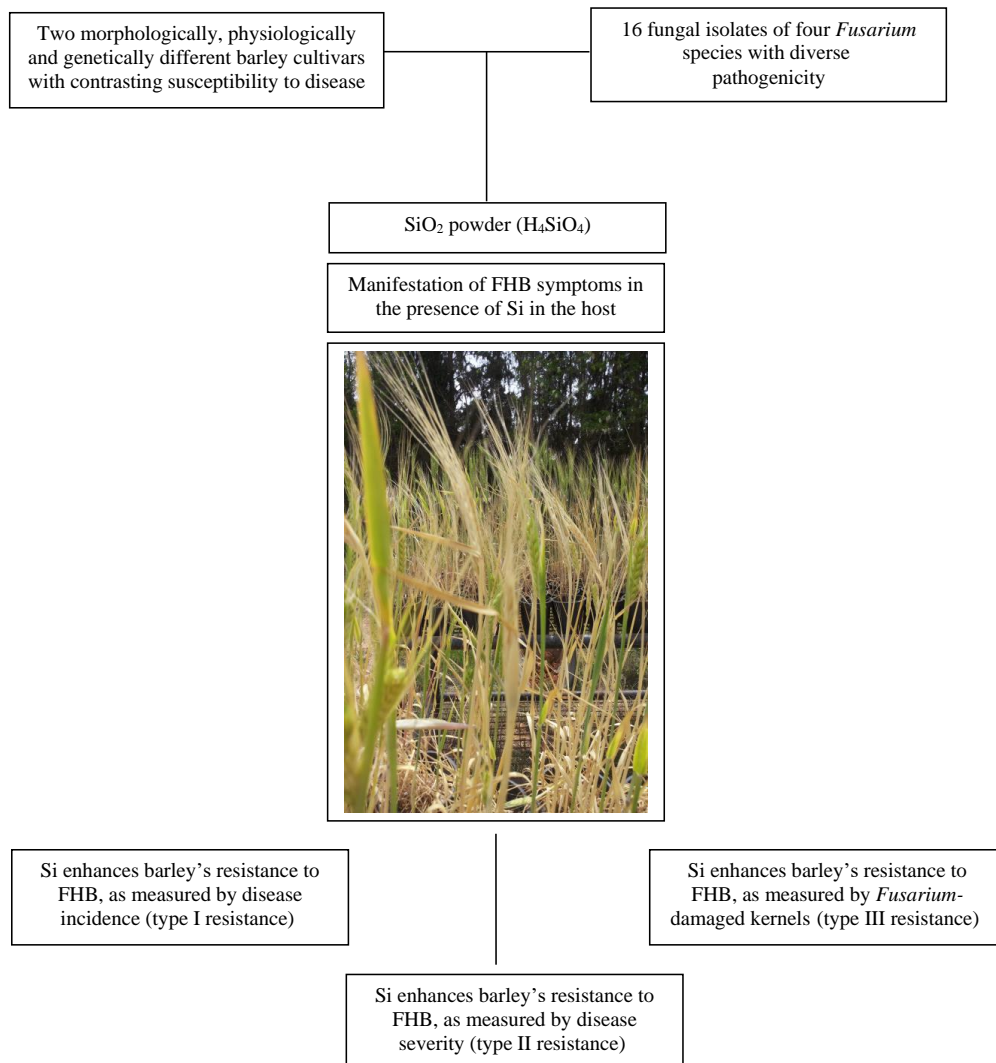 Two morphologically, physiologically
and genetically different barley cultivars
with contrasting susceptibility to disease
16 fungal isolates of four Fusarium
species with diverse
pathogenicity
SiO₂ powder (H₄SiO₄)
Manifestation of FHB symptoms in
the presence of Si in the host
Si enhances barley’s resistance to
FHB, as measured by disease
incidence (type I resistance)
Si enhances barley’s resistance to
FHB, as measured by Fusarium-
damaged kernels (type III resistance)
Si enhances barley’s resistance to
FHB, as measured by disease
severity (type II resistance)